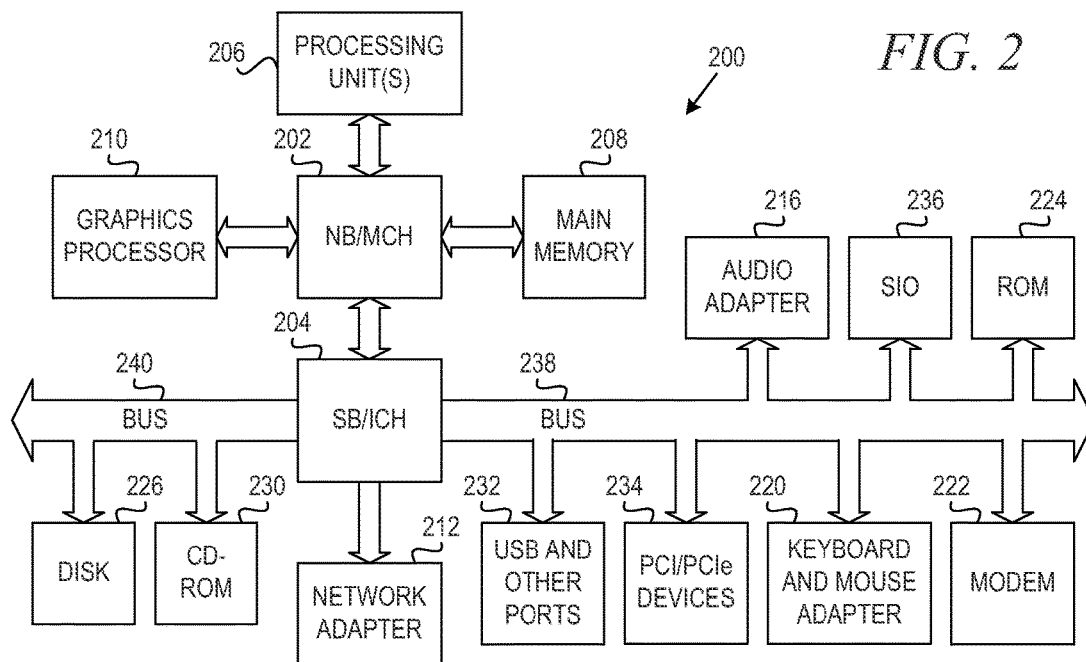 FIG. 2
200
206
PROCESSING
UNIT(S)
210
202
208
GRAPHICS
PROCESSOR
NB/MCH
MAIN
MEMORY
216
236
224
AUDIO
ADAPTER
SIO
ROM
204
240
238
BUS
SB/ICH
BUS
226
230
232
234
220
222
212
DISK
CD-
ROM
NETWORK
ADAPTER
USB AND
OTHER
PORTS
PCI/PCIe
DEVICES
KEYBOARD
AND MOUSE
ADAPTER
MODEM